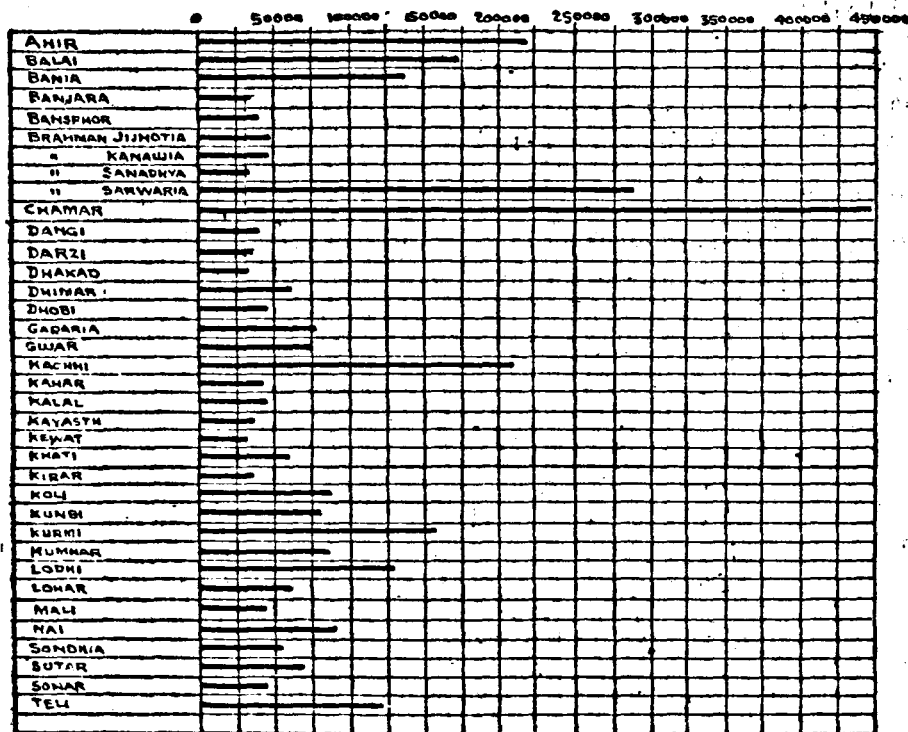 0 50000 100000 150000 200000 250000 300000 350000 400000 450000
AHIR
BALAI
BANIA
BANJARA
BANSPHOR
BRAHMAN JIJHOTIA
" KANAUJIA
" SANADHYA
" SARWARIA
CHAMAR
DANGI
DARZI
DHAKAD
DHIMAR
DHOBI
GADARIA
GUJAR
KACHHI
KAHAR
KALAL
KAYASTH
KEWAT
KHATI
KIRAR
KOLI
KUNBI
KURMI
KUMHAR
LODHI
LOHAR
MALI
NAI
SONDHIA
SUTAR
SONAR
TELI